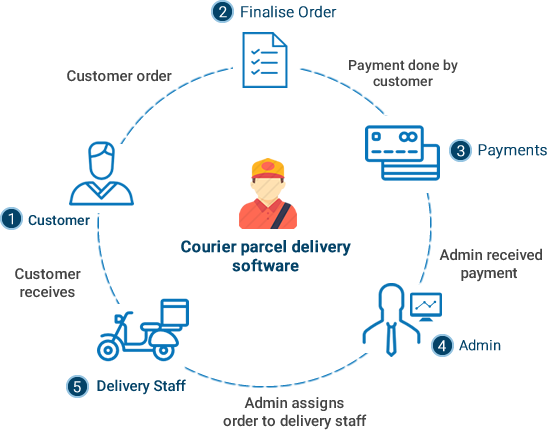 2 Finalise Order
Customer order
Payment done by
customer
3 Payments
1 Customer
Courier parcel delivery
software
Admin received
payment
Customer
receives
4 Admin
5 Delivery Staff
Admin assigns
order to delivery staff